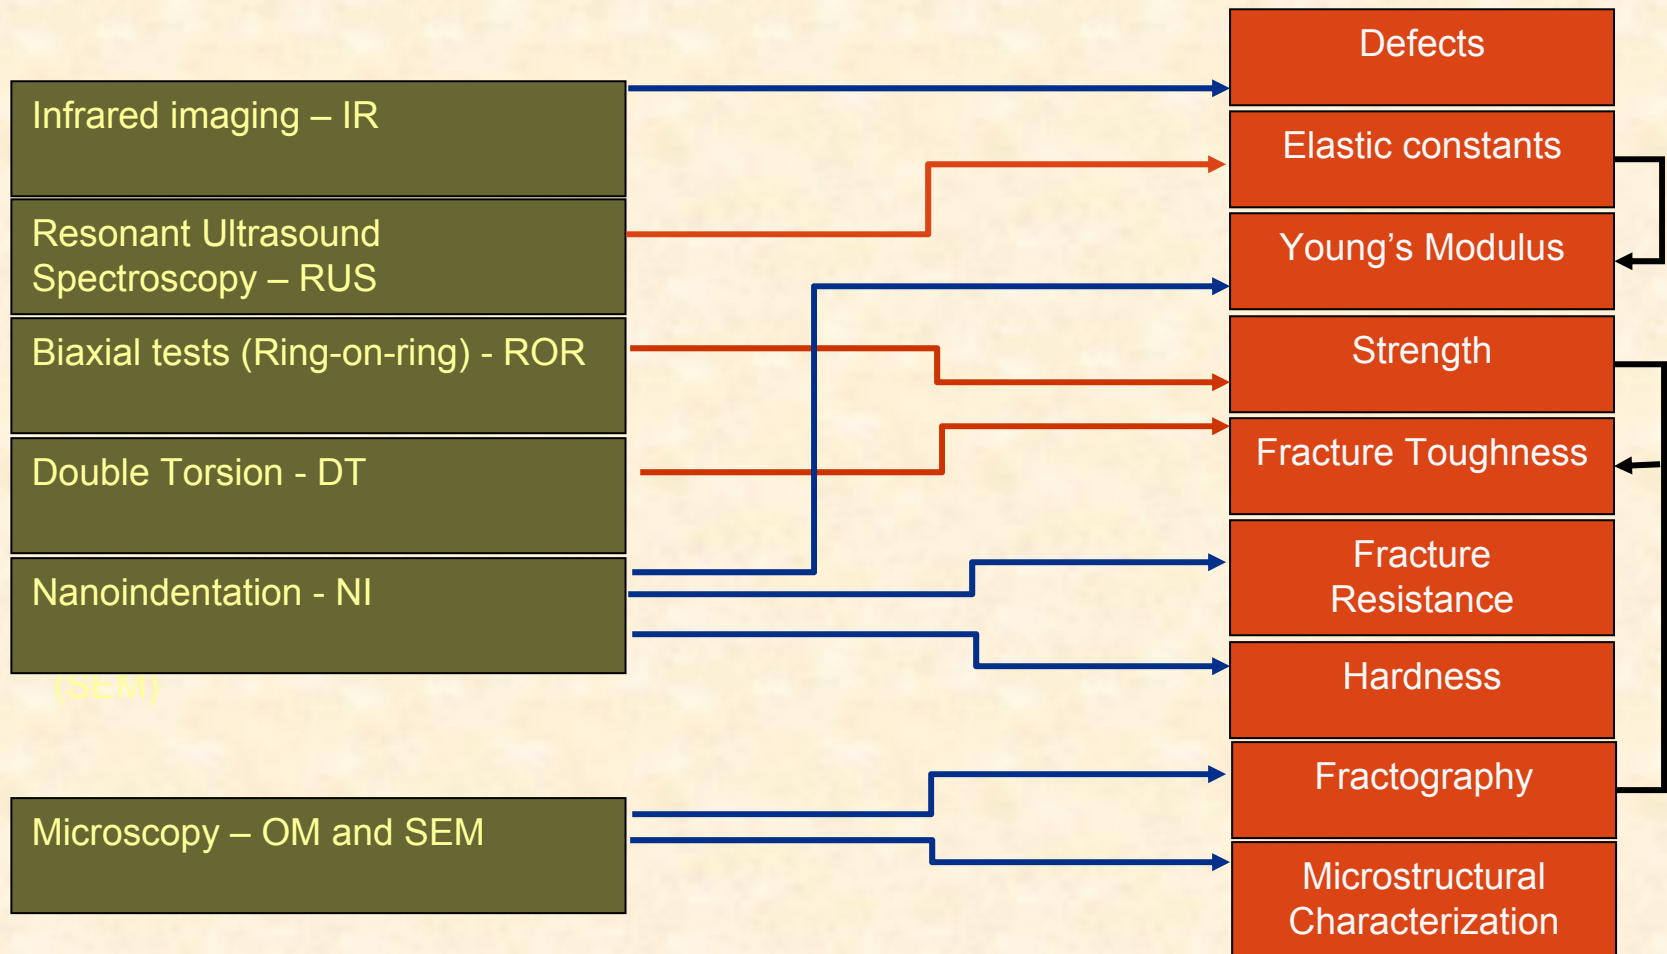 Infrared imaging – IR
Resonant Ultrasound
Spectroscopy – RUS
Biaxial tests (Ring-on-ring) - ROR
Double Torsion - DT
Nanoindentation - NI
(SEM)
Microscopy – OM and SEM
Defects
Elastic constants
Young’s Modulus
Strength
Fracture Toughness
Fracture
Resistance
Hardness
Fractography
Microstructural
Characterization